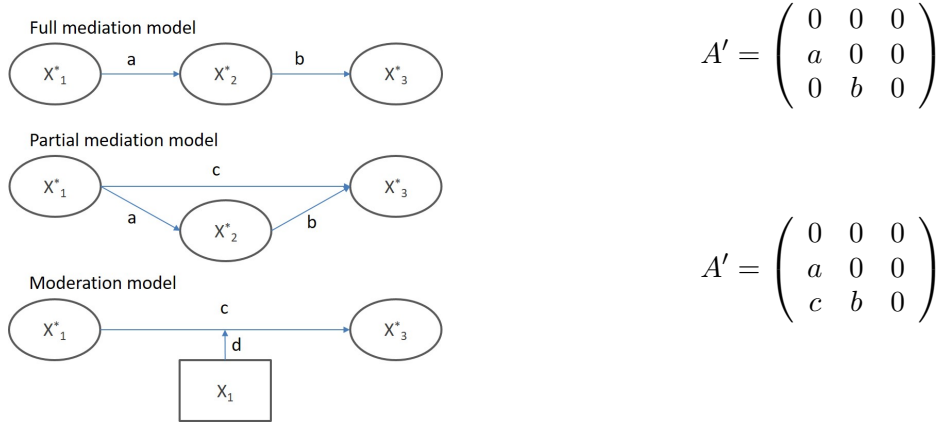 Full mediation model
X*1 a X*2 b X*3
A′ = ( 0 0 0
a 0 0
0 b 0 )
Partial mediation model
c
X*1 X*3
a X*2 b
A′ = ( 0 0 0
a 0 0
c b 0 )
Moderation model
c
X*1 X*3
d
X1